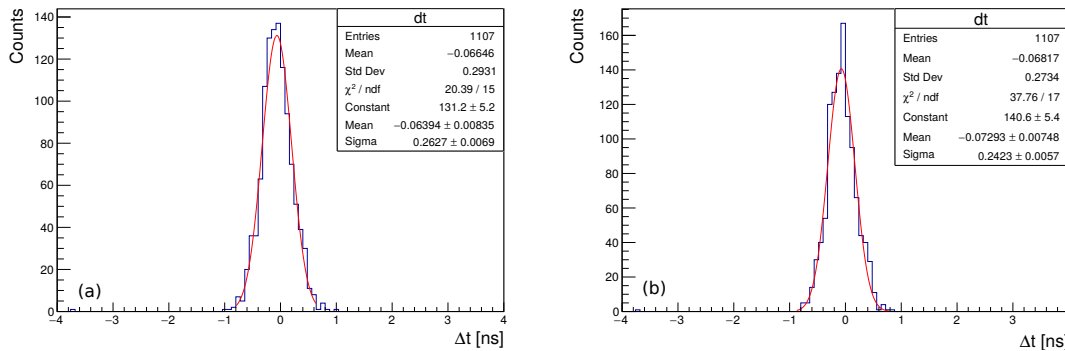 dt
Entries 1107
Mean −0.06646
Std Dev 0.2931
χ² / ndf 20.39 / 15
Constant 131.2 ± 5.2
Mean −0.06394 ± 0.00835
Sigma 0.2627 ± 0.0069
Counts
140
120
100
80
60
40
20
0
(a)
−4 −3 −2 −1 0 1 2 3 4
Δt [ns]
dt
Entries 1107
Mean −0.06817
Std Dev 0.2734
χ² / ndf 37.76 / 17
Constant 140.6 ± 5.4
Mean −0.07293 ± 0.00748
Sigma 0.2423 ± 0.0057
Counts
160
140
120
100
80
60
40
20
0
(b)
−4 −3 −2 −1 0 1 2 3
Δt [ns]